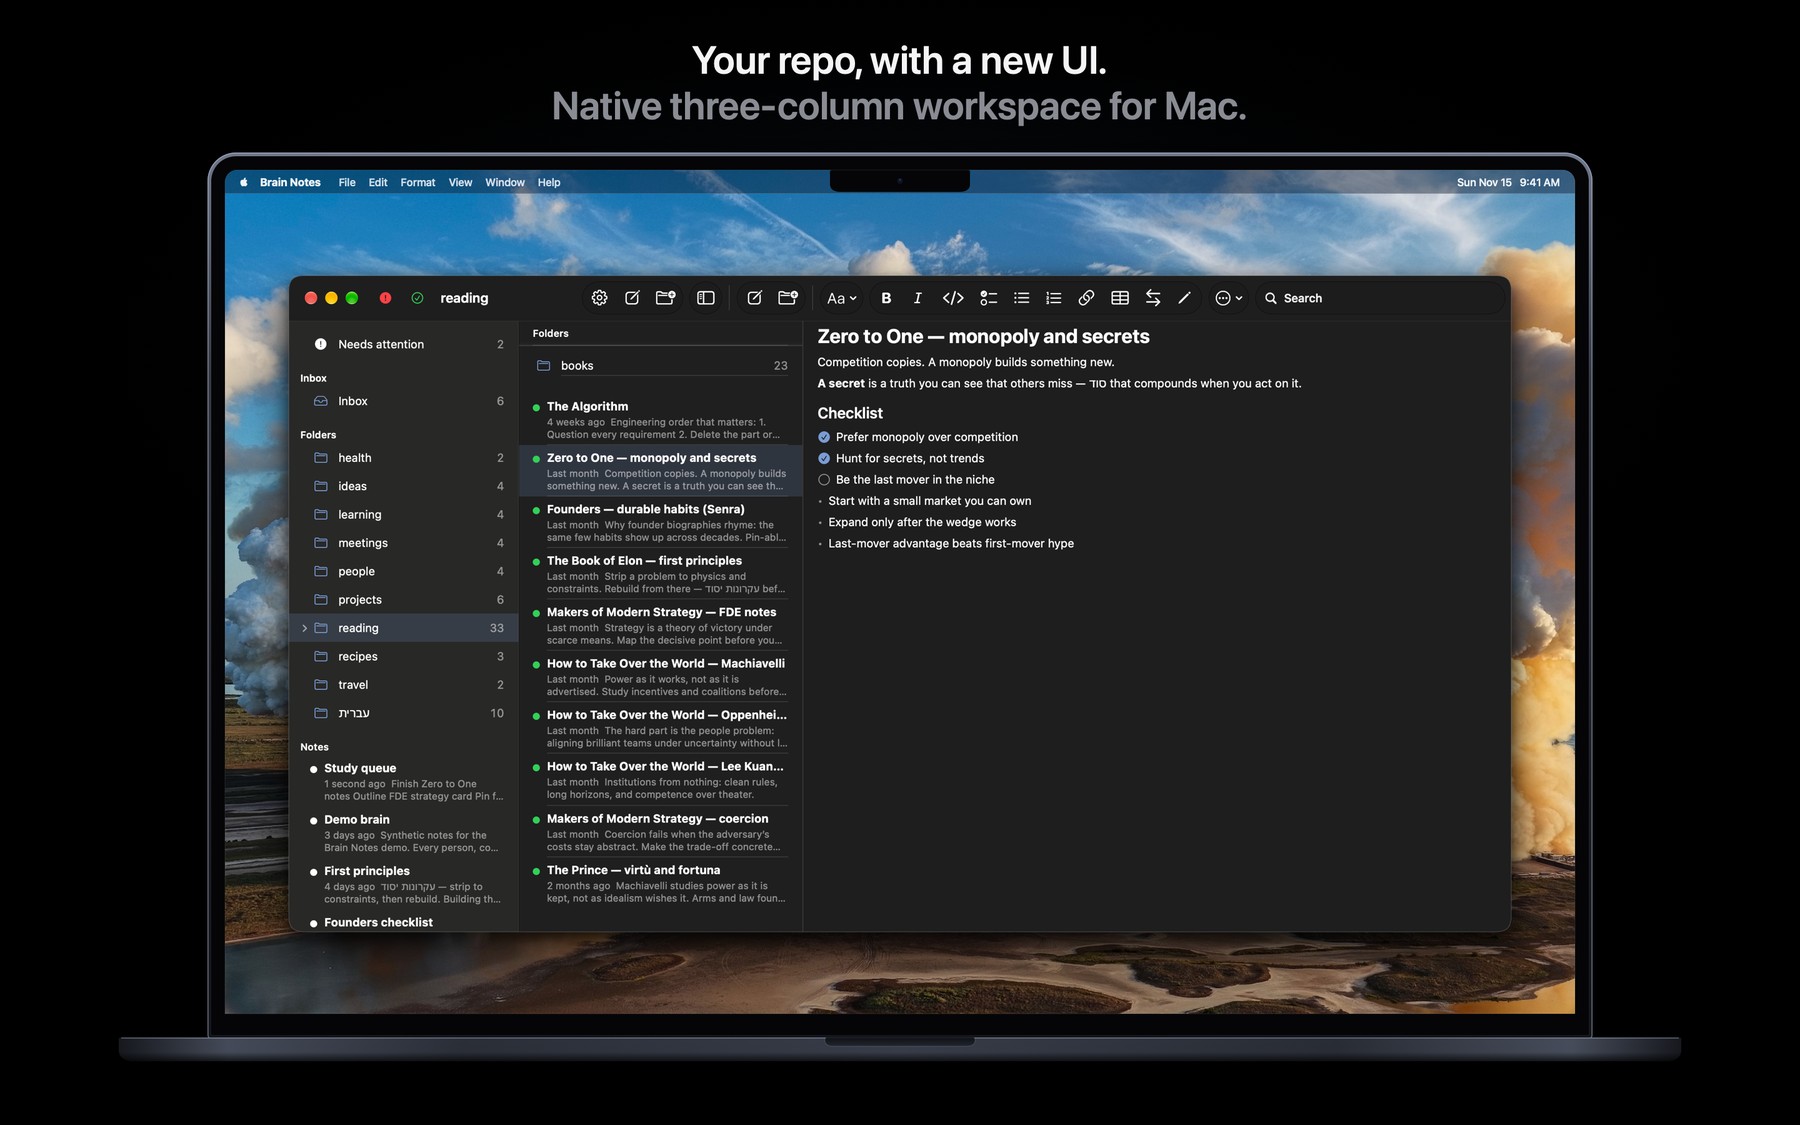 Your repo, with a new UI.
Native three-column workspace for Mac.
Brain Notes File Edit Format View Window Help
Sun Nov 15 9:41 AM
reading
Aa
B I </>
Search
Needs attention 2
Inbox
Inbox 6
Folders
health 2
ideas 4
learning 4
meetings 4
people 4
projects 6
reading 33
recipes 3
travel 2
עברית 10
Notes
Study queue
1 second ago Finish Zero to One
notes Outline FDE strategy card Pin f...
Demo brain
3 days ago Synthetic notes for the
Brain Notes demo. Every person, co...
First principles
4 days ago עקרונות יסוד — strip to
constraints, then rebuild. Building th...
Founders checklist
Folders
books 23
The Algorithm
4 weeks ago Engineering order that matters: 1.
Question every requirement 2. Delete the part or...
Zero to One — monopoly and secrets
Last month Competition copies. A monopoly builds
something new. A secret is a truth you can see th...
Founders — durable habits (Senra)
Last month Why founder biographies rhyme: the
same few habits show up across decades. Pin-abl...
The Book of Elon — first principles
Last month Strip a problem to physics and
constraints. Rebuild from there — עקרונות יסוד bef...
Makers of Modern Strategy — FDE notes
Last month Strategy is a theory of victory under
scarce means. Map the decisive point before you...
How to Take Over the World — Machiavelli
Last month Power as it works, not as it is
advertised. Study incentives and coalitions before...
How to Take Over the World — Oppenhei...
Last month The hard part is the people problem:
aligning brilliant teams under uncertainty without l...
How to Take Over the World — Lee Kuan...
Last month Institutions from nothing: clean rules,
long horizons, and competence over theater.
Makers of Modern Strategy — coercion
Last month Coercion fails when the adversary's
costs stay abstract. Make the trade-off concrete...
The Prince — virtù and fortuna
2 months ago Machiavelli studies power as it is
kept, not as idealism wishes it. Arms and law foun...
Zero to One — monopoly and secrets
Competition copies. A monopoly builds something new.
A secret is a truth you can see that others miss — סוד that compounds when you act on it.
Checklist
Prefer monopoly over competition
Hunt for secrets, not trends
Be the last mover in the niche
• Start with a small market you can own
• Expand only after the wedge works
• Last-mover advantage beats first-mover hype